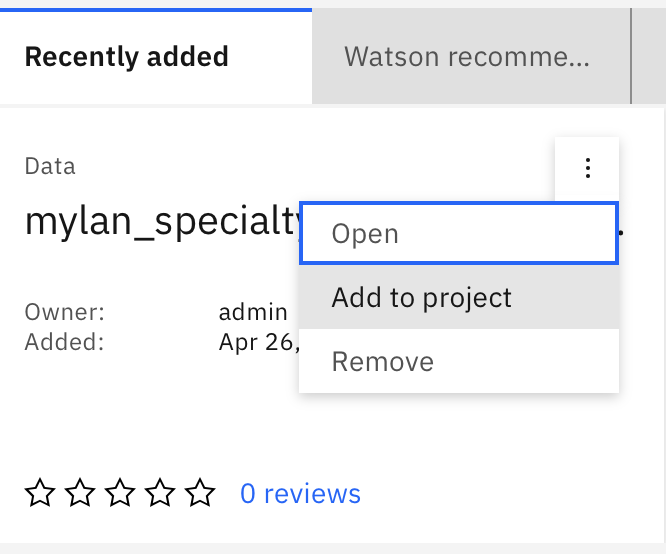 Recently added
Watson recomme...
Data
mylan_specialty
Open
Add to project
Remove
Owner: admin
Added: Apr 26,
0 reviews